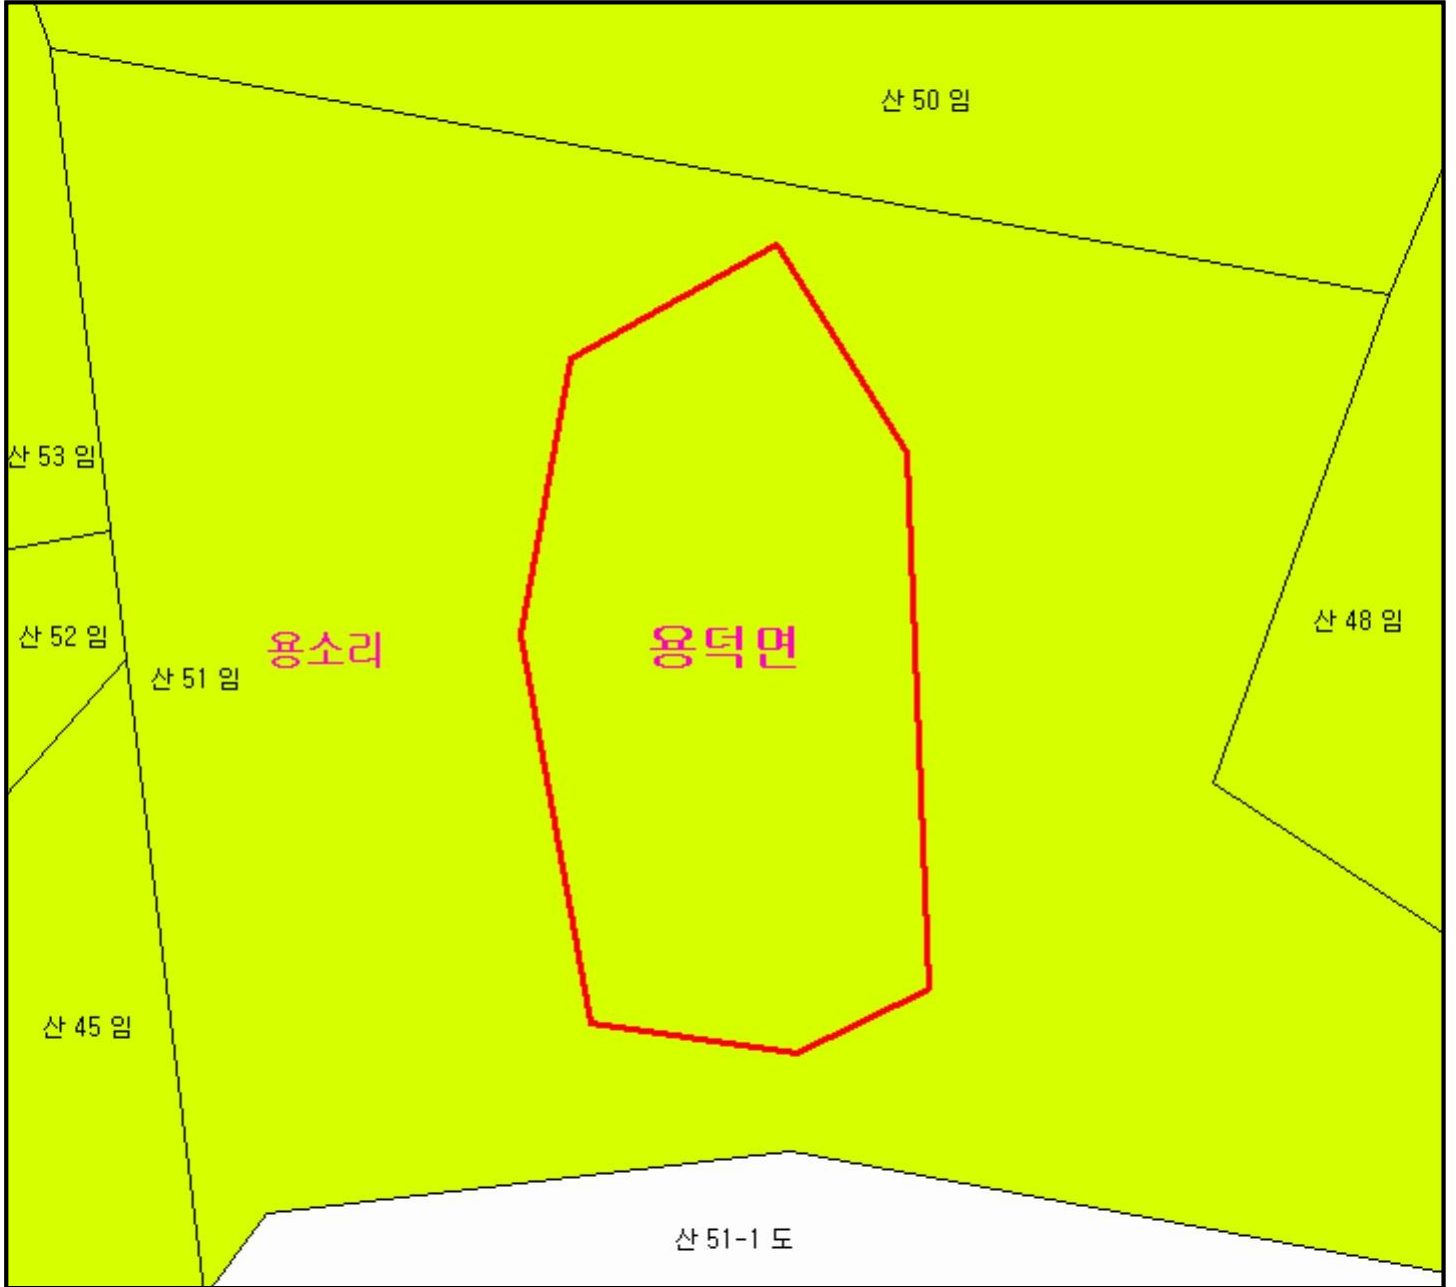 산 50 임
산 53 임
산 48 임
산 52 임
용소리
용덕면
산 51 임
산 45 임
산 51-1 도